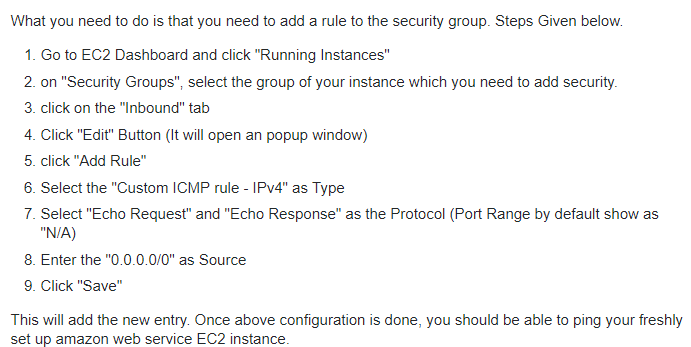 What you need to do is that you need to add a rule to the security group. Steps Given below.
1. Go to EC2 Dashboard and click "Running Instances"
2. on "Security Groups", select the group of your instance which you need to add security.
3. click on the "Inbound" tab
4. Click "Edit" Button (It will open an popup window)
5. click "Add Rule"
6. Select the "Custom ICMP rule - IPv4" as Type
7. Select "Echo Request" and "Echo Response" as the Protocol (Port Range by default show as
"N/A)
8. Enter the "0.0.0.0/0" as Source
9. Click "Save"
This will add the new entry. Once above configuration is done, you should be able to ping your freshly
set up amazon web service EC2 instance.